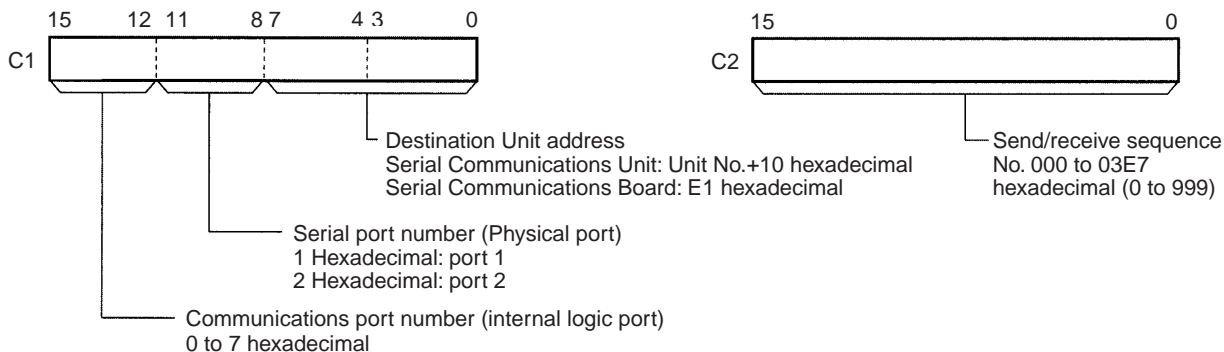 15 12 11 8 7 4 3 0
C1
Destination Unit address
Serial Communications Unit: Unit No.+10 hexadecimal
Serial Communications Board: E1 hexadecimal
Serial port number (Physical port)
1 Hexadecimal: port 1
2 Hexadecimal: port 2
Communications port number (internal logic port)
0 to 7 hexadecimal
15 0
C2
Send/receive sequence
No. 000 to 03E7
hexadecimal (0 to 999)